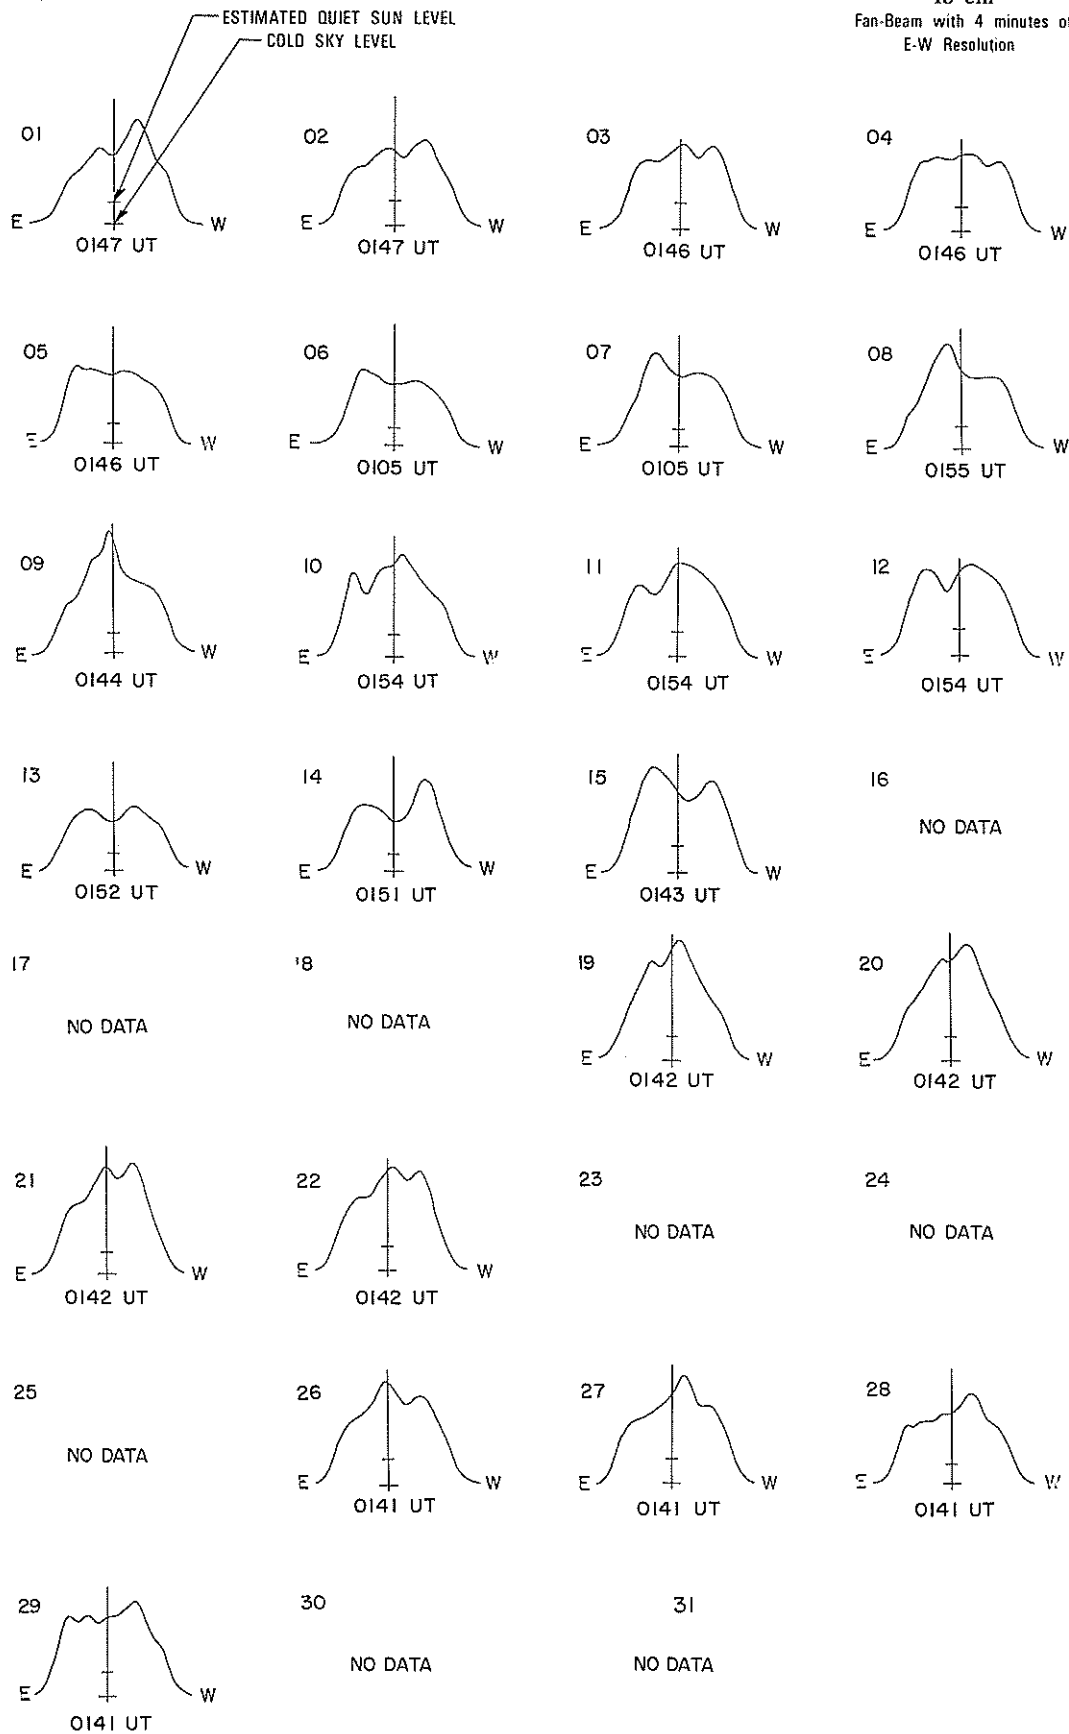 ESTIMATED QUIET SUN LEVEL
COLD SKY LEVEL
cm
Fan-Beam with 4 minutes of
E-W Resolution
01 02 03 04
E W E W E W E W
0147 UT 0147 UT 0146 UT 0146 UT
05 06 07 08
E W E W E W E W
0146 UT 0105 UT 0105 UT 0155 UT
09 10 11 12
E W E W E W E W
0144 UT 0154 UT 0154 UT 0154 UT
13 14 15 16
NO DATA
E W E W E W
0152 UT 0151 UT 0143 UT
17 18 19 20
NO DATA NO DATA
E W E W
0142 UT 0142 UT
21 22 23 24
NO DATA NO DATA
E W E W
0142 UT 0142 UT
25 26 27 28
NO DATA
E W E W E W
0141 UT 0141 UT 0141 UT
29 30 31
NO DATA NO DATA
E W
0141 UT